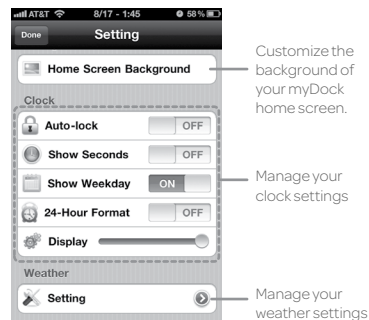 AT&T 8/17 - 1:45 58%
Done Setting
Home Screen Background
Customize the
background of
your myDock
home screen.
Clock
Auto-lock OFF
Show Seconds OFF
Show Weekday ON
Manage your
clock settings
24-Hour Format OFF
Display
Weather
Setting
Manage your
weather settings